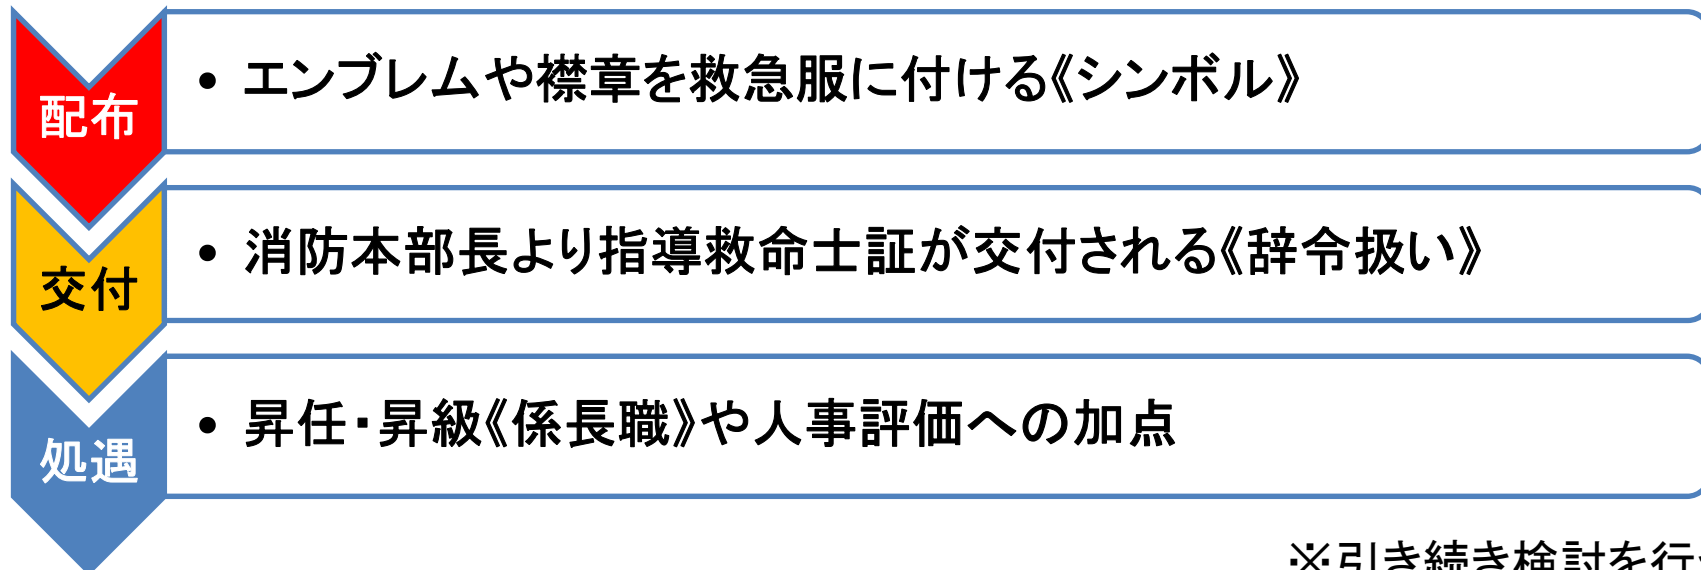 配布
• エンブレムや襟章を救急服に付ける《シンボル》
交付
• 消防本部長より指導救命士証が交付される《辞令扱い》
処遇
• 昇任・昇級《係長職》や人事評価への加点
※引き続き検討を行